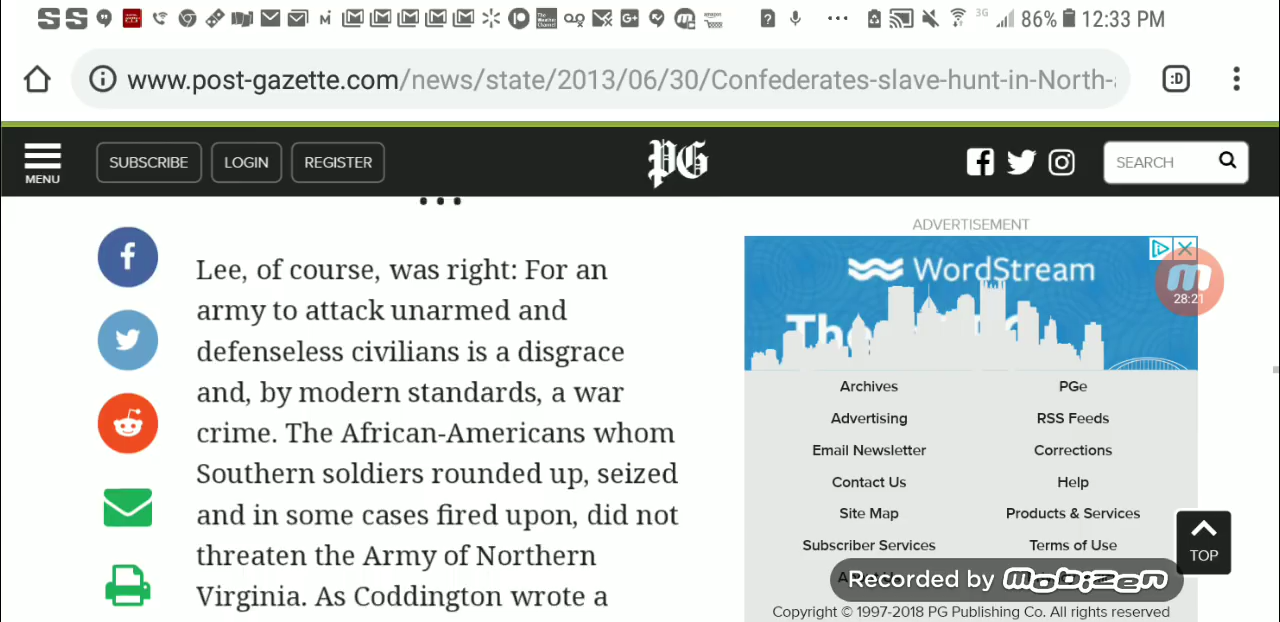 3G 86% 12:33 PM
www.post-gazette.com/news/state/2013/06/30/Confederates-slave-hunt-in-North-
:D
MENU
SUBSCRIBE LOGIN REGISTER
PG
SEARCH
...
ADVERTISEMENT
WordStream
28:21
Lee, of course, was right: For an
army to attack unarmed and
defenseless civilians is a disgrace
and, by modern standards, a war
crime. The African-Americans whom
Southern soldiers rounded up, seized
and in some cases fired upon, did not
threaten the Army of Northern
Virginia. As Coddington wrote a
Archives PGe
Advertising RSS Feeds
Email Newsletter Corrections
Contact Us Help
Site Map Products & Services
Subscriber Services Terms of Use
TOP
Recorded by mobizen
Copyright © 1997-2018 PG Publishing Co. All rights reserved